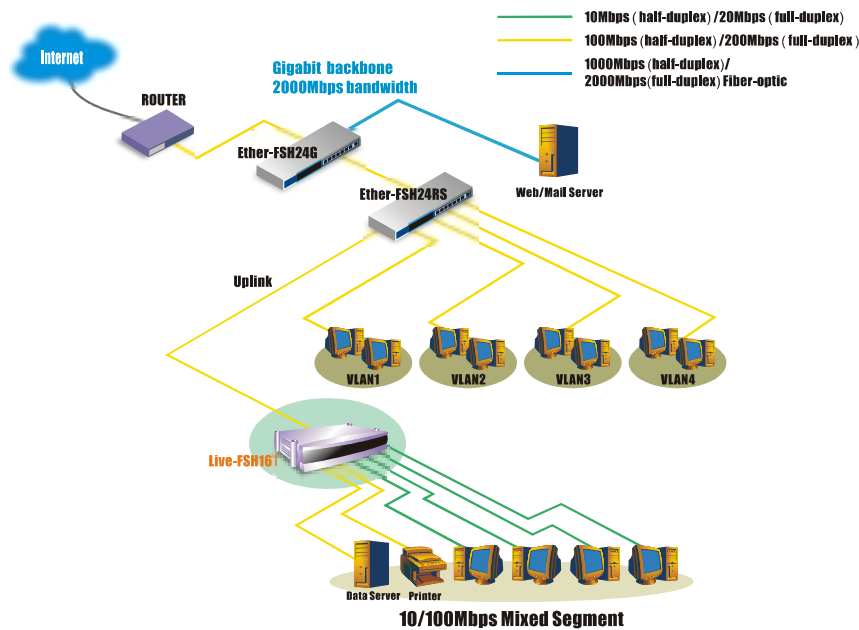 10Mbps (half-duplex) /20Mbps (full-duplex)
100Mbps (half-duplex) /200Mbps (full-duplex )
1000Mbps (half-duplex)/
2000Mbps(full-duplex) Fiber-optic
Internet
Gigabit backbone
2000Mbps bandwidth
ROUTER
Ether-FSH24G
Web/Mail Server
Ether-FSH24RS
Uplink
VLAN1
VLAN2
VLAN3
VLAN4
Live-FSH16
Data Server
Printer
10/100Mbps Mixed Segment